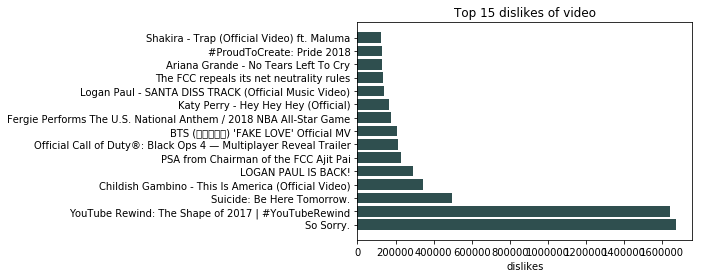 Top 15 dislikes of video
Shakira - Trap (Official Video) ft. Maluma
#ProudToCreate: Pride 2018
Ariana Grande - No Tears Left To Cry
The FCC repeals its net neutrality rules
Logan Paul - SANTA DISS TRACK (Official Music Video)
Katy Perry - Hey Hey Hey (Official)
Fergie Performs The U.S. National Anthem / 2018 NBA All-Star Game
BTS (▯▯▯▯▯) 'FAKE LOVE' Official MV
Official Call of Duty®: Black Ops 4 — Multiplayer Reveal Trailer
PSA from Chairman of the FCC Ajit Pai
LOGAN PAUL IS BACK!
Childish Gambino - This Is America (Official Video)
Suicide: Be Here Tomorrow.
YouTube Rewind: The Shape of 2017 | #YouTubeRewind
So Sorry.
0 200000 400000 600000 800000 1000000 1200000 1400000 1600000
dislikes